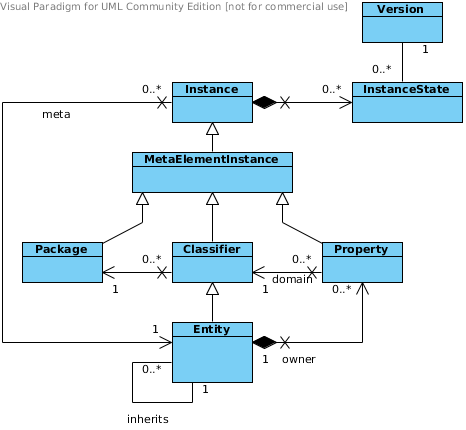 Visual Paradigm for UML Community Edition [not for commercial use]
Version
1
0..*
0..*
Instance
0..*
InstanceState
meta
MetaElementInstance
Package
0..*
Classifier
0..*
Property
1
1
domain
0..*
1
Entity
0..*
1
owner
1
inherits